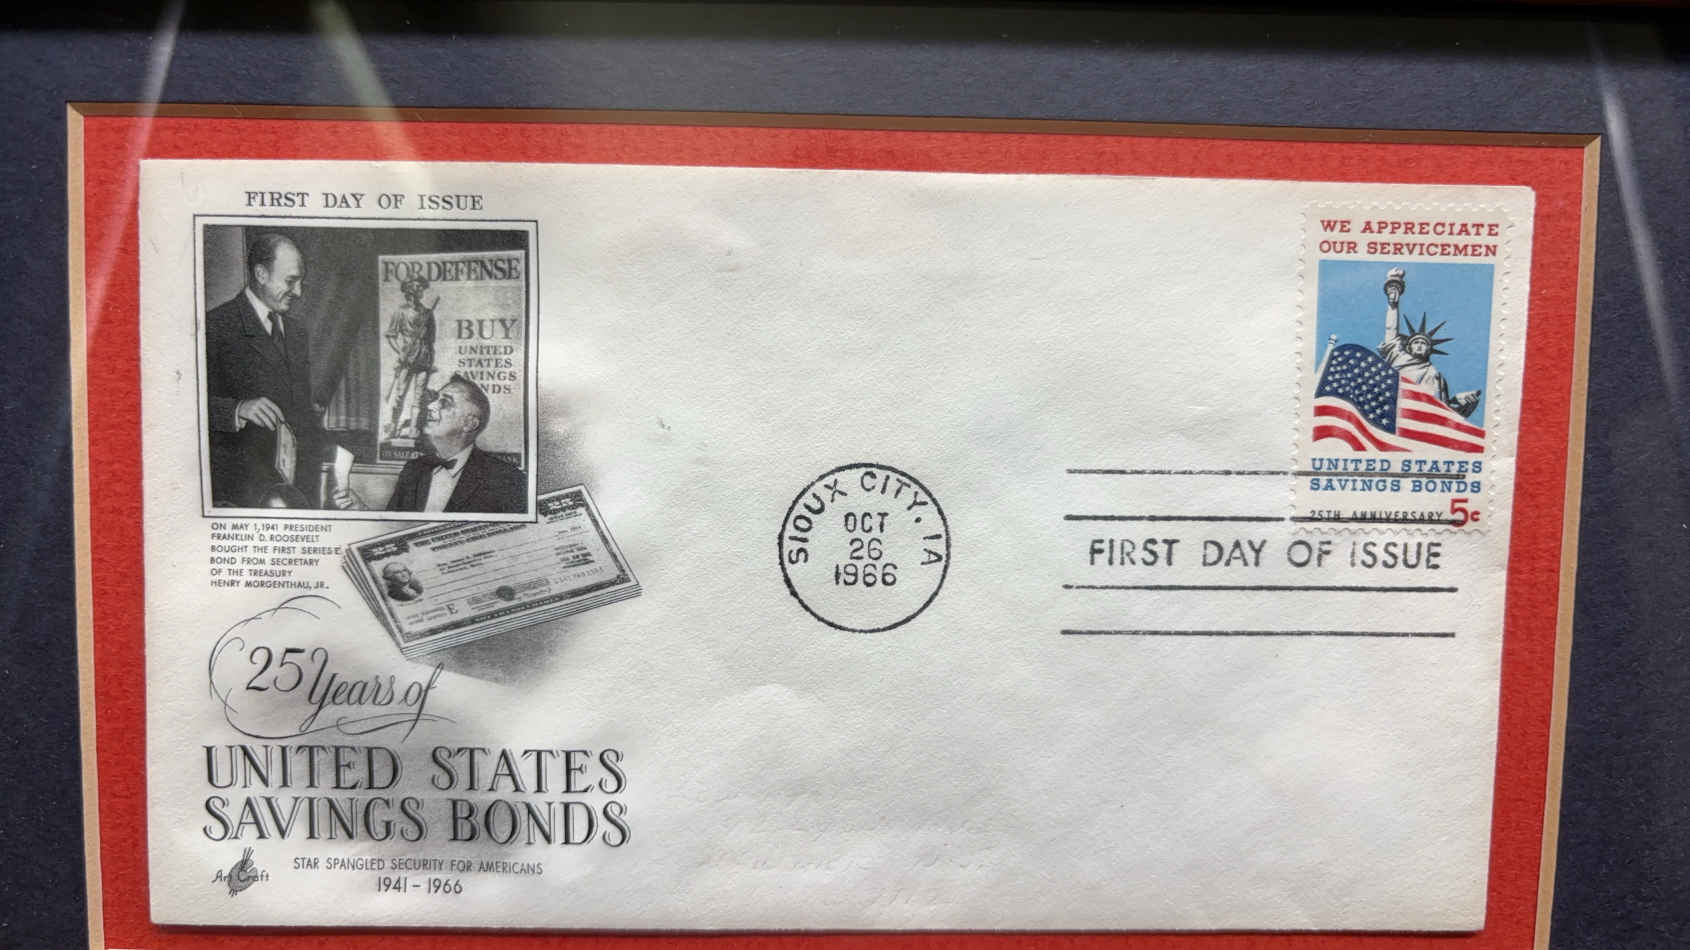 FIRST DAY OF ISSUE
FOR DEFENSE
BUY
UNITED
STATES
SAVINGS
ON MAY 1, 1941 PRESIDENT
FRANKLIN D. ROOSEVELT
BOUGHT THE FIRST SERIES E
BOND FROM SECRETARY
OF THE TREASURY
HENRY MORGENTHAU, JR.
E
25 Years of
UNITED STATES
SAVINGS BONDS
Art Craft
STAR SPANGLED SECURITY FOR AMERICANS
1941 - 1966
SIOUX CITY, IA
OCT
26
1966
WE APPRECIATE
OUR SERVICEMEN
UNITED STATES
SAVINGS BONDS
25TH ANNIVERSARY 5c
FIRST DAY OF ISSUE